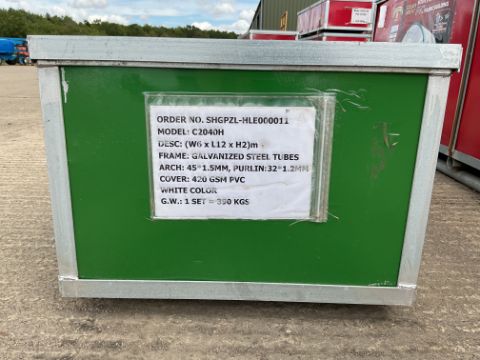 ORDER NO. SHGPZL-HLE000011
MODEL: C2040H
DESC: (W6 x L12 x H2)m
FRAME: GALVANIZED STEEL TUBES
ARCH: 45*1.5MM, PURLIN:32*1.2MM
COVER: 420 GSM PVC
WHITE COLOR
G.W.: 1 SET = 390 KGS